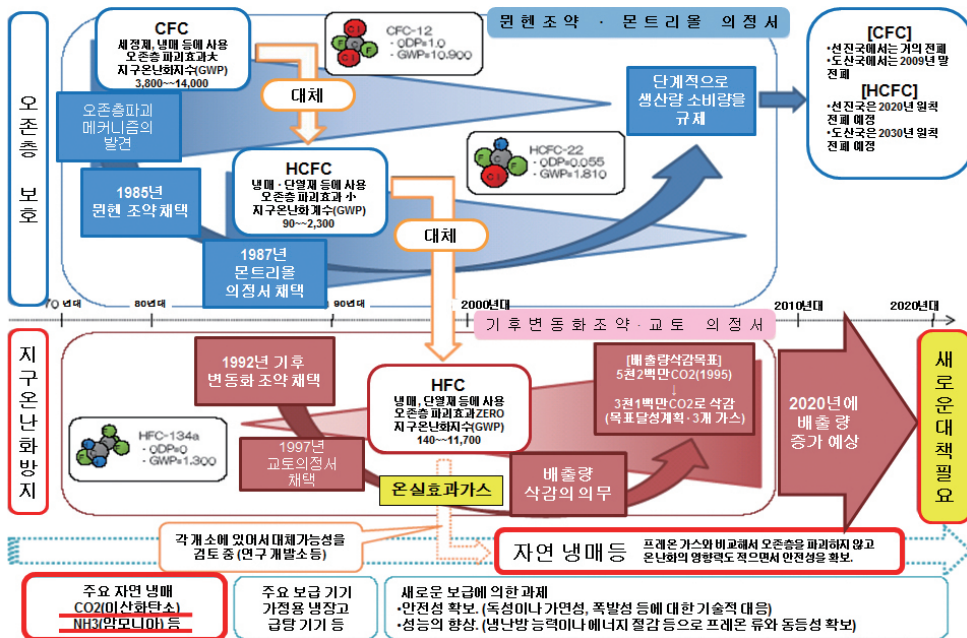 오존층 보호
CFC
세정제, 냉매 등에 사용
오존층 파괴효과大
지구온난화지수(GWP)
3,800~~14,000
CFC-12
- ODP=1.0
- GWP=10.900
Cl
F
C
F
Cl
뮌헨조약 · 몬트리올 의정서
[CFC]
•선진국에서는 거의 전폐
•도산국에서는 2009년 말
전폐
[HCFC]
•선진국은 2020년 원칙
전폐 예정
•도산국은 2030년 원칙
전폐 예정
대체
오존층파괴
메커니즘의
발견
단계적으로
생산량 소비량을
규제
HCFC
냉매 · 단열재 등에 사용
오존층 파괴효과 小
지구온난화계수(GWP)
90~~2,300
HCFC-22
- ODP=0.055
- GWP=1.810
F
C
F
Cl
1985년
뮌헨 조약 채택
대체
1987년
몬트리올
의정서 채택
70 년대
80년대
90년대
2000년대
2010년대
2020년대
지구온난화방지
기후변동화조약·교토 의정서
1992년 기후
변동화 조약 채택
HFC
냉매, 단열재 등에 사용
오존층 파괴효과ZERO
지구온난화지수(GWP)
140~~11,700
[배출량삭감목표]
5천2백만CO2(1995)
↓
3천1백만CO2로 삭감
(목표달성계획·3개 가스)
2020년에
배출 량
증가 예상
새로운대책필요
HFC-134a
- ODP=0
- GWP=1.300
1997년
교토의정서
채택
온실효과가스
배출량
삭감의 의무
각 개소에 있어서 대체가능성을
검토 중 (연구 개발소등)
자연 냉매 등
프레온 가스와 비교해서 오존층을 파괴하지 않고
온난화의 영향력도 적으면서 안전성을 확보.
주요 자연 냉매
CO2(이산화탄소)
NH3(암모니아) 등
주요 보급 기기
가정용 냉장고
급탕 기기 등
새로운 보급에 의한 과제
•안전성 확보. (독성이나 가연성, 폭발성 등에 대한 기술적 대응)
•성능의 향상. (냉난방 능력이나 에너지 절감 등으로 프레온 류와 동등성 확보)